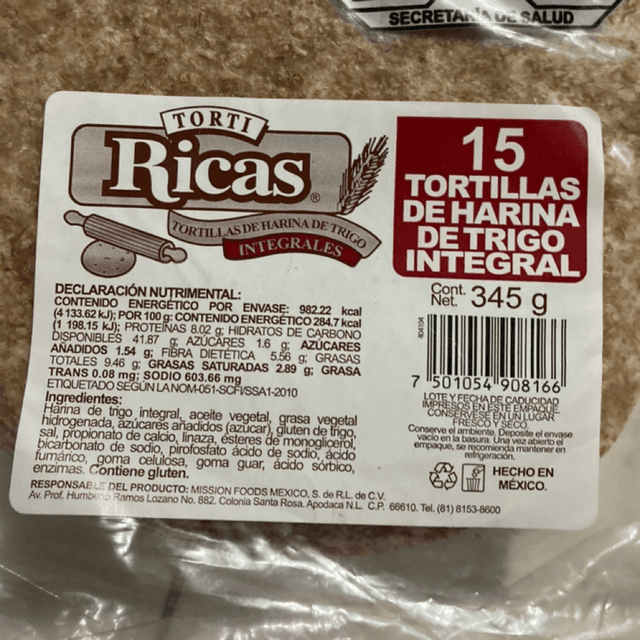 SECRETARÍA DE SALUD
TORTI
Ricas®
TORTILLAS DE HARINA DE TRIGO
INTEGRALES
15
TORTILLAS
DE HARINA
DE TRIGO
INTEGRAL
Cont.
Net. 345 g
DECLARACIÓN NUTRIMENTAL:
CONTENIDO ENERGÉTICO POR ENVASE: 982.22 kcal
(4 133.62 kJ); POR 100 g: CONTENIDO ENERGÉTICO 284.7 kcal
(1 198.15 kJ); PROTEÍNAS 8.02 g; HIDRATOS DE CARBONO
DISPONIBLES 41.87 g; AZÚCARES 1.6 g; AZÚCARES
AÑADIDOS 1.54 g; FIBRA DIETÉTICA 5.56 g; GRASAS
TOTALES 9.46 g; GRASAS SATURADAS 2.89 g; GRASA
TRANS 0.08 mg; SODIO 603.66 mg
ETIQUETADO SEGÚN LA NOM-051-SCFI/SSA1-2010
Ingredientes:
Harina de trigo integral, aceite vegetal, grasa vegetal
hidrogenada, azúcares añadidos (azúcar), gluten de trigo,
sal, propionato de calcio, linaza, ésteres de monoglicerol,
bicarbonato de sodio, pirofosfato ácido de sodio, ácido
fumárico, goma celulosa, goma guar, ácido sórbico,
enzimas. Contiene gluten.
RESPONSABLE DEL PRODUCTO: MISSION FOODS MEXICO, S. de R.L. de C.V.
Av. Prof. Humberto Ramos Lozano No. 882. Colonia Santa Rosa, Apodaca N.L. C.P. 66610. Tel. (81) 8153-8600
404104
7 501054 908166
LOTE Y FECHA DE CADUCIDAD
IMPRESOS EN ESTE EMPAQUE.
CONSÉRVESE EN UN LUGAR
FRESCO Y SECO.
Conserve el ambiente: Deposite el envase
vacío en la basura. Una vez abierto el
empaque, se recomienda mantener en
refrigeración.
HECHO EN
MÉXICO.